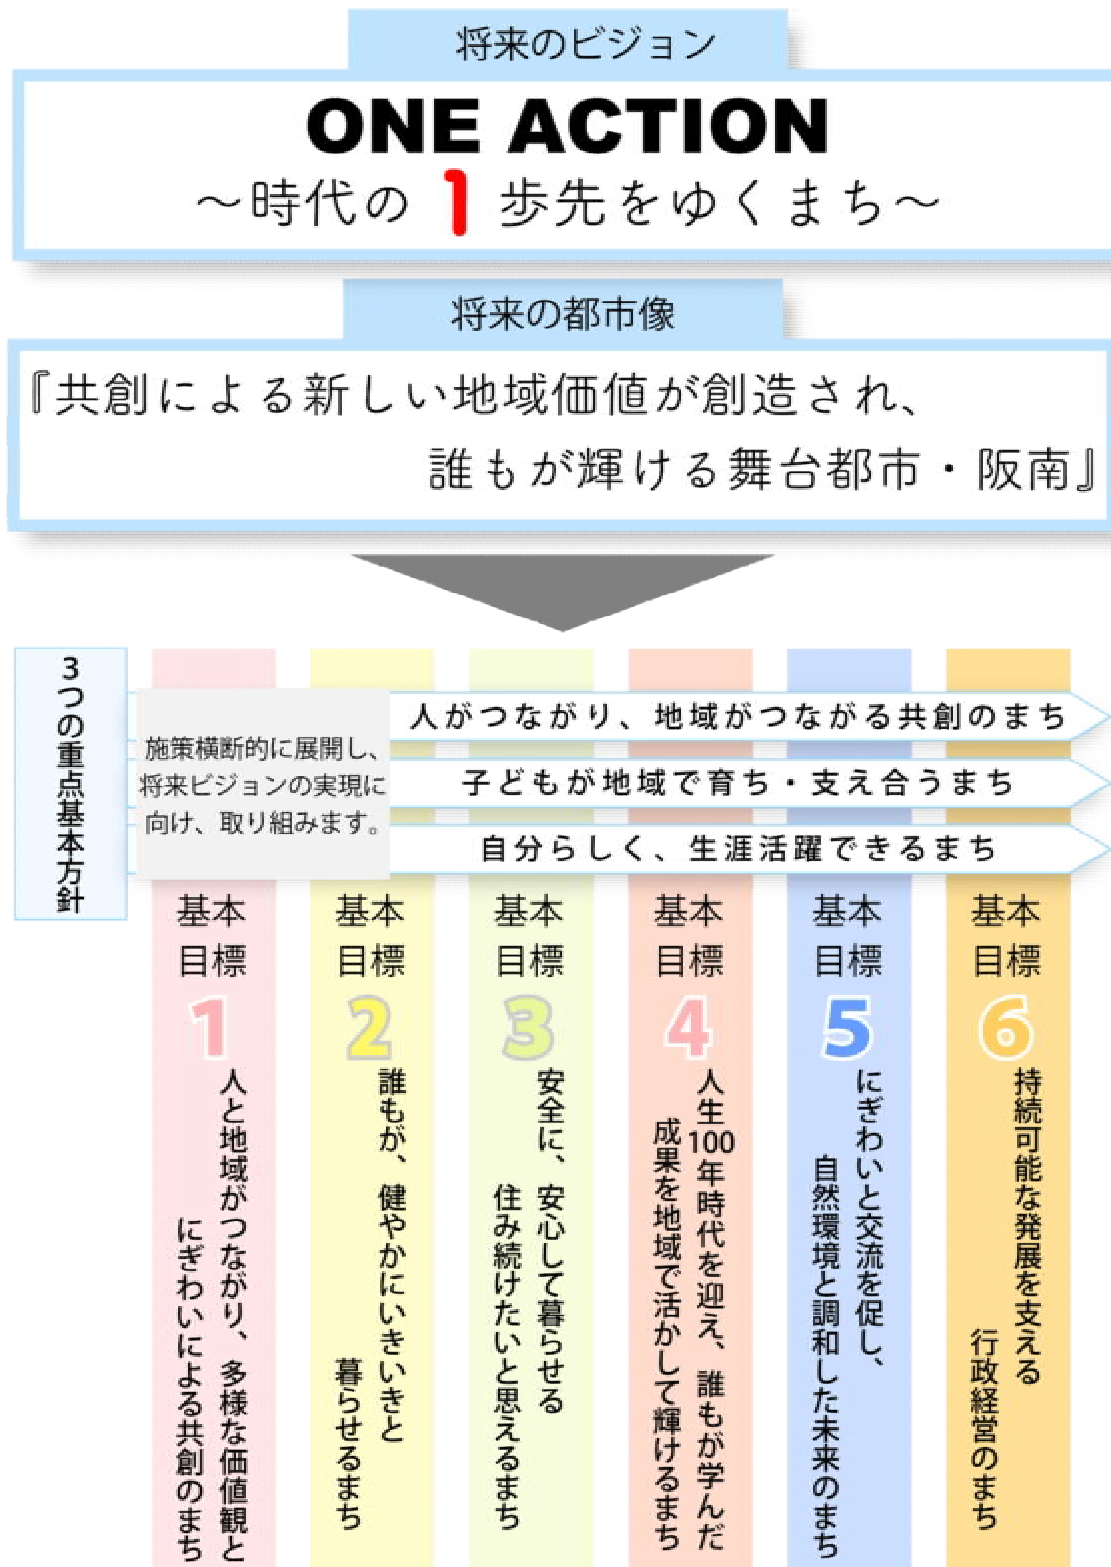 将来のビジョン
ONE ACTION
～時代の1歩先をゆくまち～
将来の都市像
『共創による新しい地域価値が創造され、
誰もが輝ける舞台都市・阪南』
3つの重点基本方針
施策横断的に展開し、
将来ビジョンの実現に
向け、取り組みます。
人がつながり、地域がつながる共創のまち
子どもが地域で育ち・支え合うまち
自分らしく、生涯活躍できるまち
基本
目標
1
人と地域がつながり、多様な価値観と
にぎわいによる共創のまち
基本
目標
2
誰もが、健やかにいきいきと
暮らせるまち
基本
目標
3
安全に、安心して暮らせる
住み続けたいと思えるまち
基本
目標
4
人生100年時代を迎え、誰もが学んだ
成果を地域で活かして輝けるまち
基本
目標
5
にぎわいと交流を促し、
自然環境と調和した未来のまち
基本
目標
6
持続可能な発展を支える
行政経営のまち